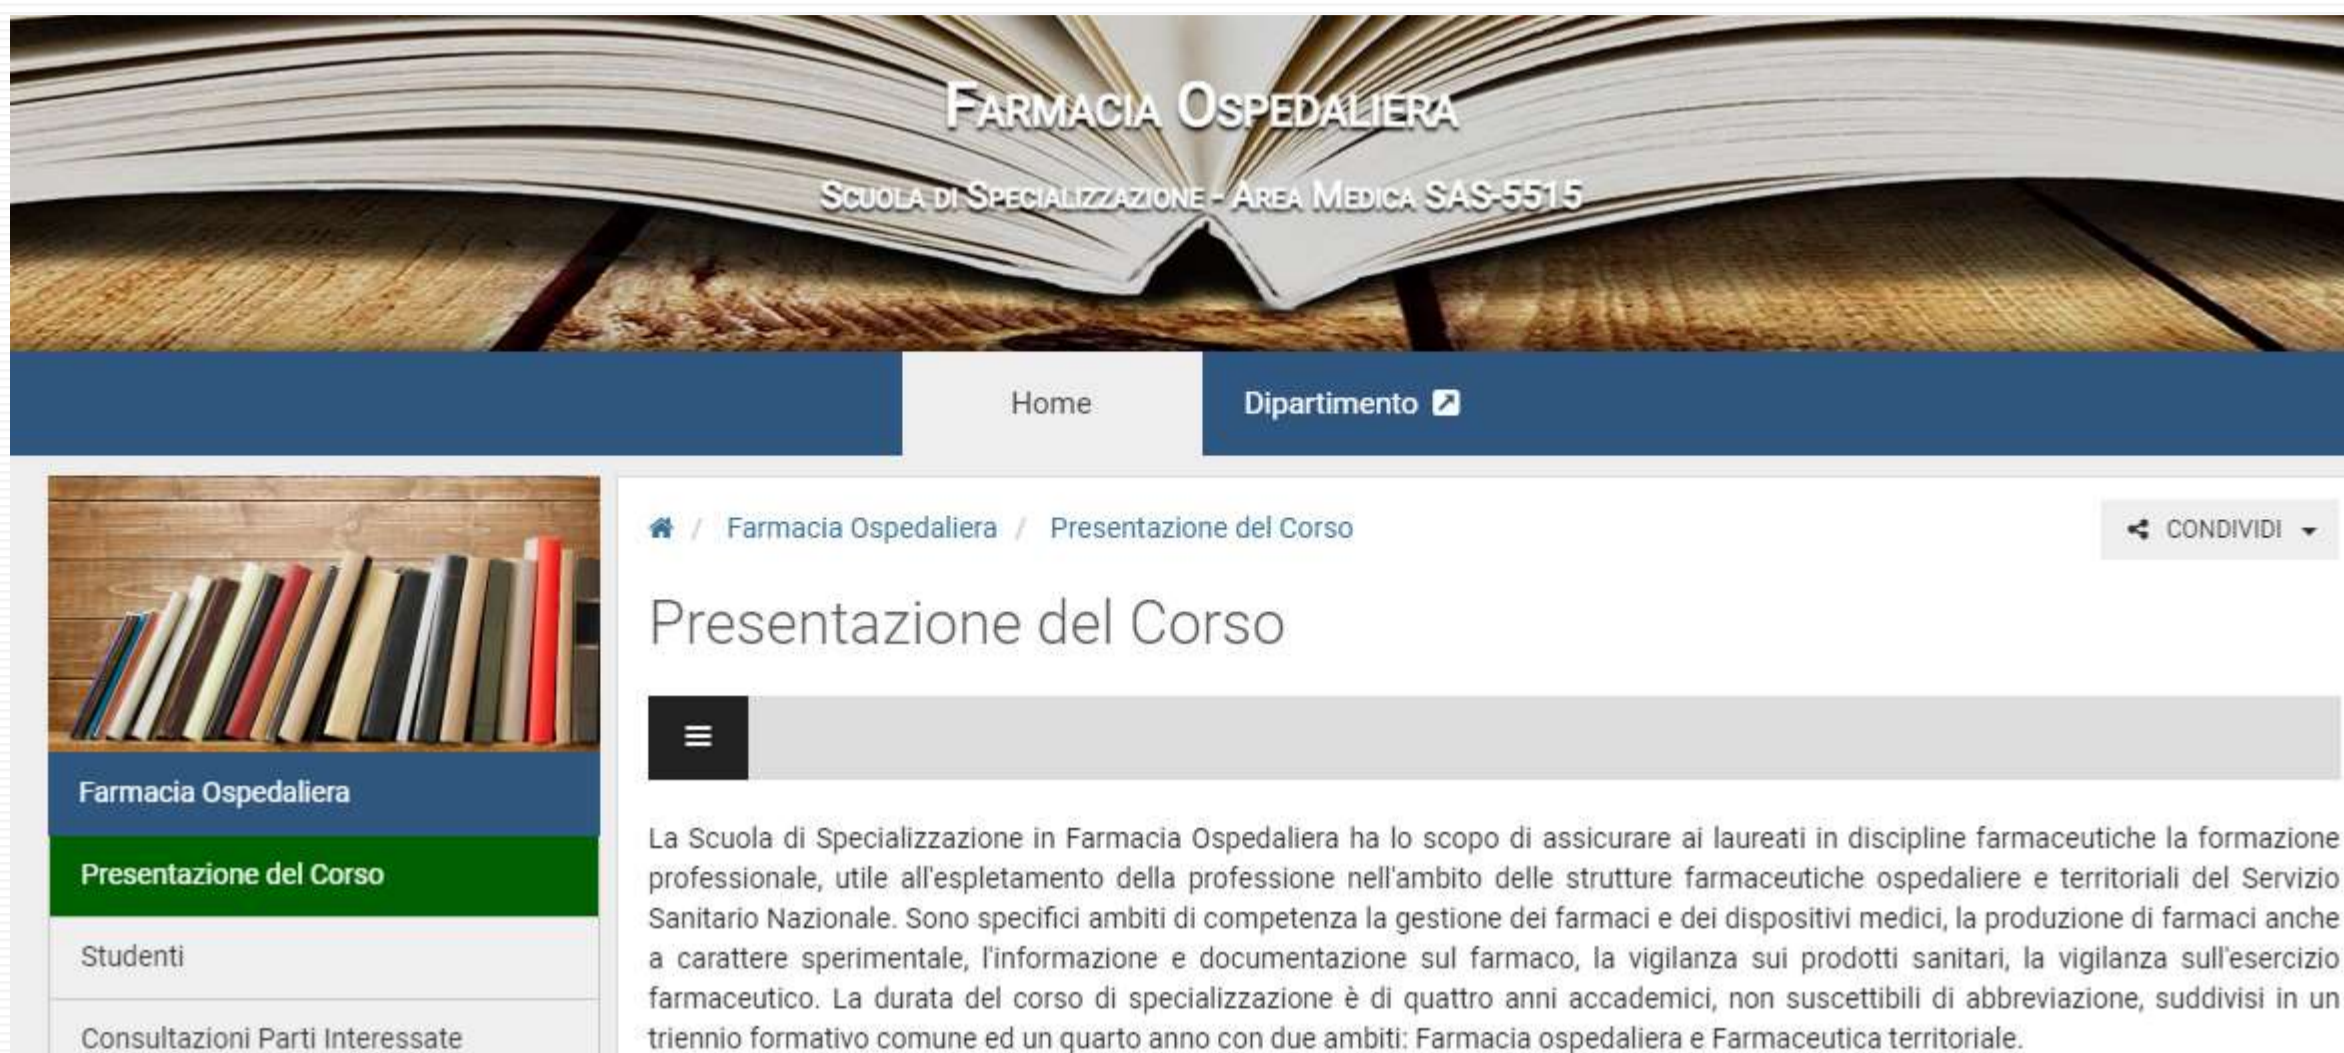 Farmacia Ospedaliera
Scuola di Specializzazione - Area Medica SAS-5515
Home
Dipartimento
/ Farmacia Ospedaliera / Presentazione del Corso
CONDIVIDI
Presentazione del Corso
Farmacia Ospedaliera
Presentazione del Corso
Studenti
Consultazioni Parti Interessate
La Scuola di Specializzazione in Farmacia Ospedaliera ha lo scopo di assicurare ai laureati in discipline farmaceutiche la formazione
professionale, utile all'espletamento della professione nell'ambito delle strutture farmaceutiche ospedaliere e territoriali del Servizio
Sanitario Nazionale. Sono specifici ambiti di competenza la gestione dei farmaci e dei dispositivi medici, la produzione di farmaci anche
a carattere sperimentale, l'informazione e documentazione sul farmaco, la vigilanza sui prodotti sanitari, la vigilanza sull'esercizio
farmaceutico. La durata del corso di specializzazione è di quattro anni accademici, non suscettibili di abbreviazione, suddivisi in un
triennio formativo comune ed un quarto anno con due ambiti: Farmacia ospedaliera e Farmaceutica territoriale.